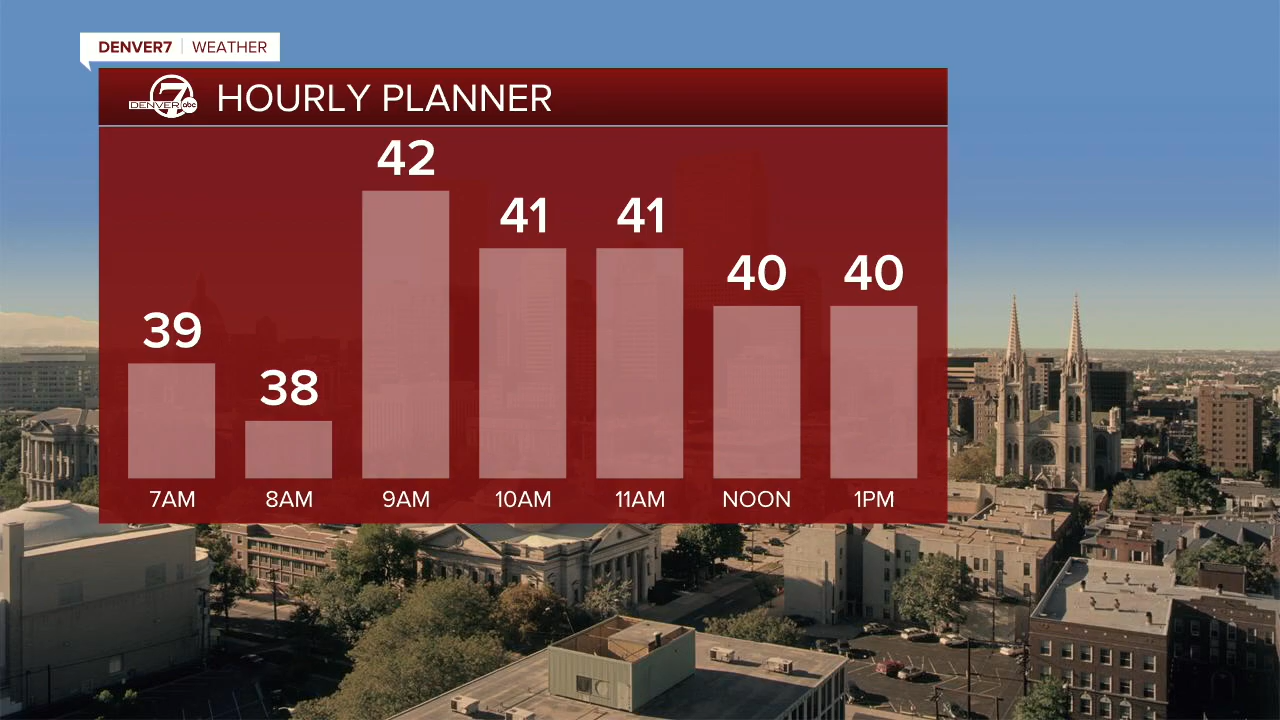 DENVER7 | WEATHER
7
DENVER abc
HOURLY PLANNER
39 38 42 41 41 40 40
7AM 8AM 9AM 10AM 11AM NOON 1PM